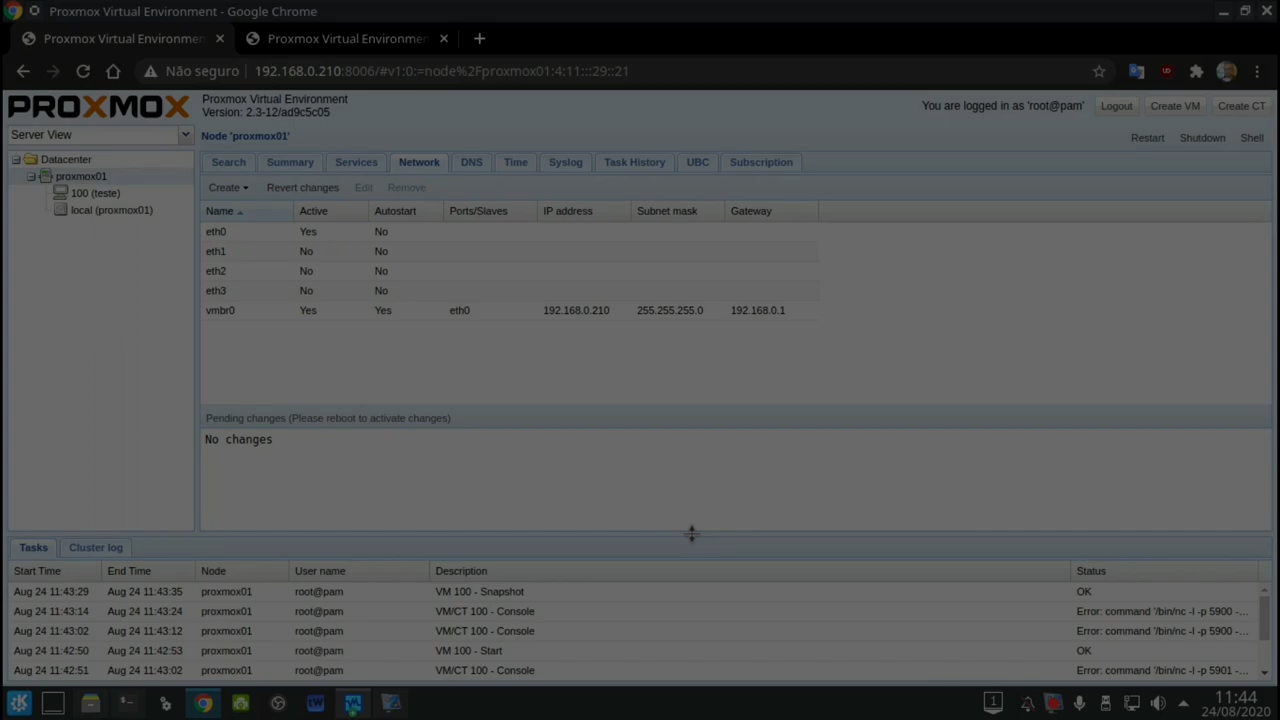 Proxmox Virtual Environment - Google Chrome
Proxmox Virtual Environmen
Proxmox Virtual Environme
Não seguro 192.168.0.210:8006/#v1:0:=node%2Fproxmox01:4:11:::29::21
PROXMOX
Proxmox Virtual Environment
Version: 2.3-12/ad9c5c05
You are logged in as 'root@pam' Logout Create VM Create CT
Server View
Node 'proxmox01' Restart Shutdown Shell
Datacenter
proxmox01
100 (teste)
local (proxmox01)
Search Summary Services Network DNS Time Syslog Task History UBC Subscription
Create Revert changes Edit Remove
Name Active Autostart Ports/Slaves IP address Subnet mask Gateway
eth0 Yes No
eth1 No No
eth2 No No
eth3 No No
vmbr0 Yes Yes eth0 192.168.0.210 255.255.255.0 192.168.0.1
Pending changes (Please reboot to activate changes)
No changes
Tasks Cluster log
Start Time End Time Node User name Description Status
Aug 24 11:43:29 Aug 24 11:43:35 proxmox01 root@pam VM 100 - Snapshot OK
Aug 24 11:43:14 Aug 24 11:43:24 proxmox01 root@pam VM/CT 100 - Console Error: command '/bin/nc -l -p 5900 -...
Aug 24 11:43:02 Aug 24 11:43:12 proxmox01 root@pam VM/CT 100 - Console Error: command '/bin/nc -l -p 5900 -...
Aug 24 11:42:50 Aug 24 11:42:53 proxmox01 root@pam VM 100 - Start OK
Aug 24 11:42:51 Aug 24 11:43:02 proxmox01 root@pam VM/CT 100 - Console Error: command '/bin/nc -l -p 5901 -...
1
11:44
24/08/2020